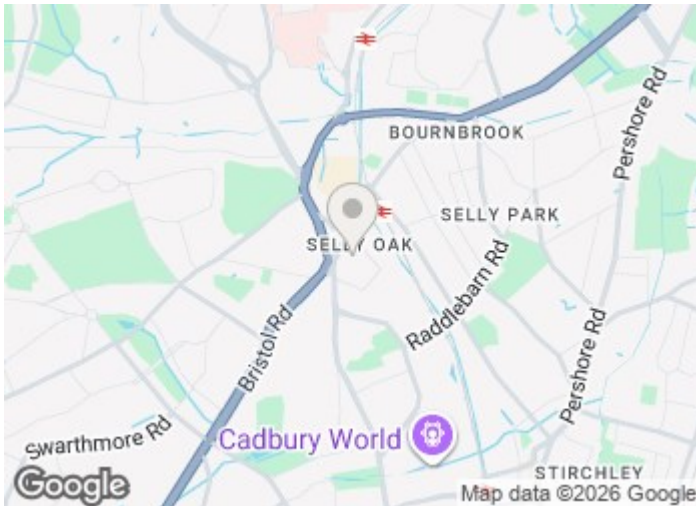 BOURNBROOK
Pershore Rd
SELLY PARK
SELLY OAK
Raddlebarn Rd
Bristol Rd
Pershore Rd
Swarthmore Rd
Cadbury World
STIRCHLEY
Google
Map data ©2026 Google